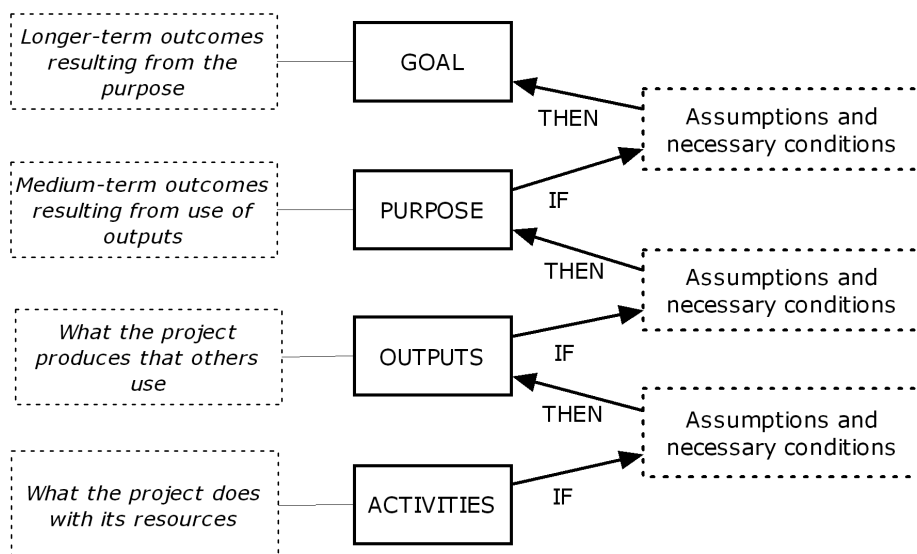 Longer-term outcomes
resulting from the
purpose
GOAL
THEN
Assumptions and
necessary conditions
Medium-term outcomes
resulting from use of
outputs
PURPOSE
IF
THEN
Assumptions and
necessary conditions
What the project
produces that others
use
OUTPUTS
IF
THEN
Assumptions and
necessary conditions
What the project does
with its resources
ACTIVITIES
IF